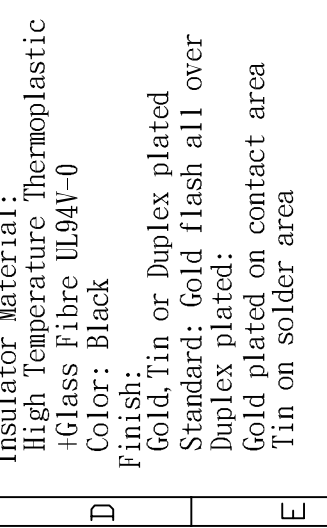 Insulator Material:
High Temperature Thermoplastic
+Glass Fibre UL94V-0
Color: Black
Finish:
Gold,Tin or Duplex plated
Standard: Gold flash all over
Duplex plated:
Gold plated on contact area
Tin on solder area
D
E